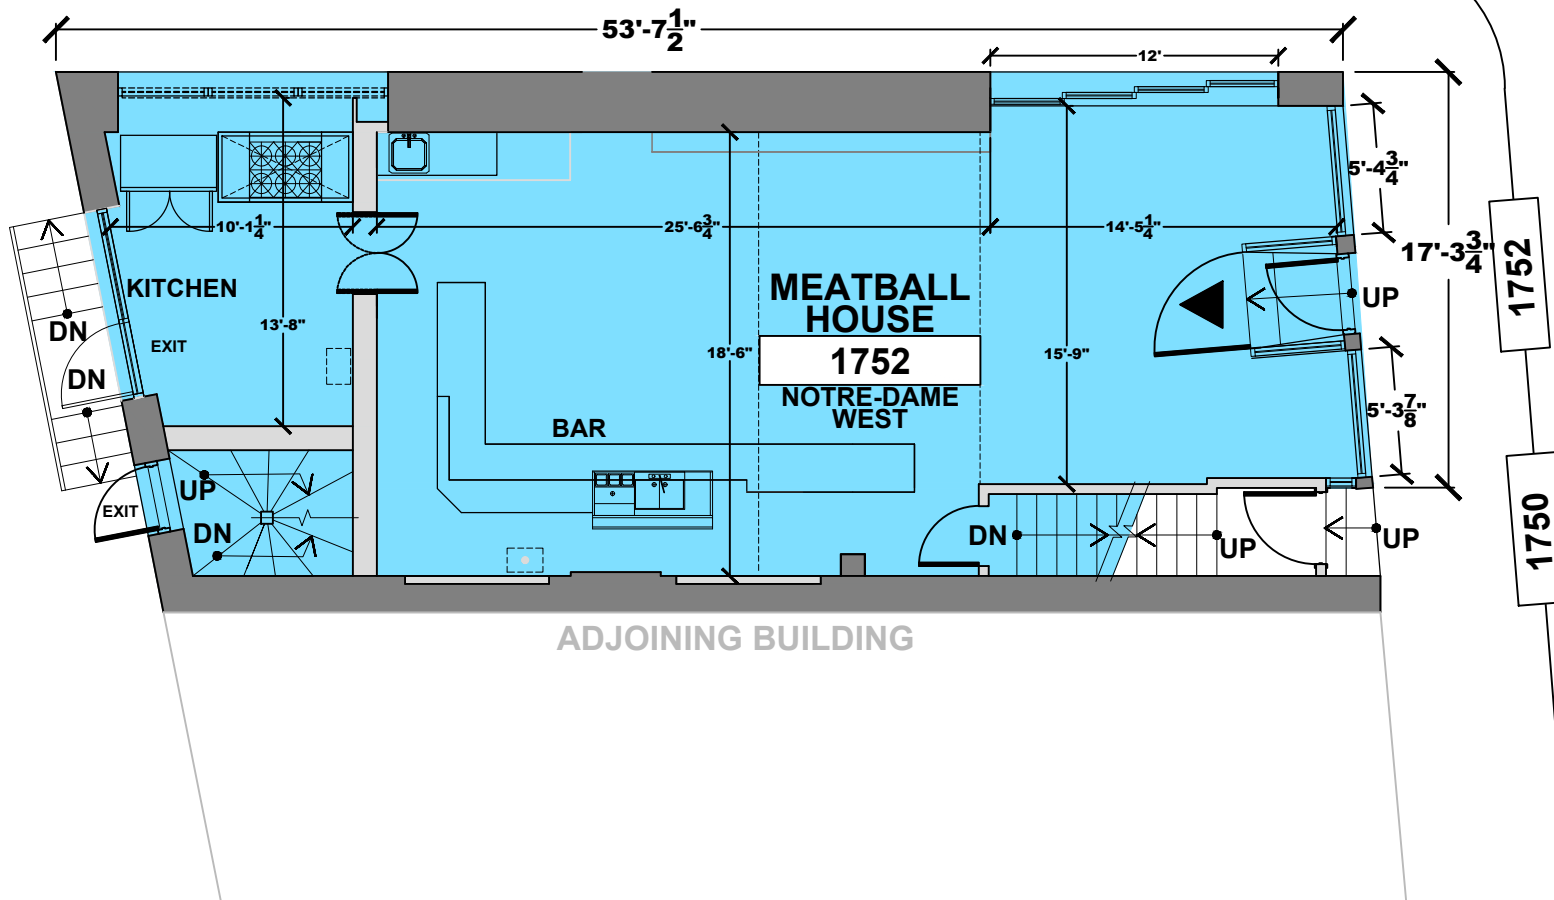 53'-7 1/2"
12'
5'-4 3/4"
17'-3 3/4"
10'-1 1/4"
25'-6 3/4"
14'-5 1/4"
1752
KITCHEN
MEATBALL
HOUSE
UP
DN
13'-8"
EXIT
18'-6"
1752
15'-9"
DN
NOTRE-DAME
WEST
5'-3 7/8"
BAR
UP
EXIT
DN
DN
UP
UP
1750
ADJOINING BUILDING